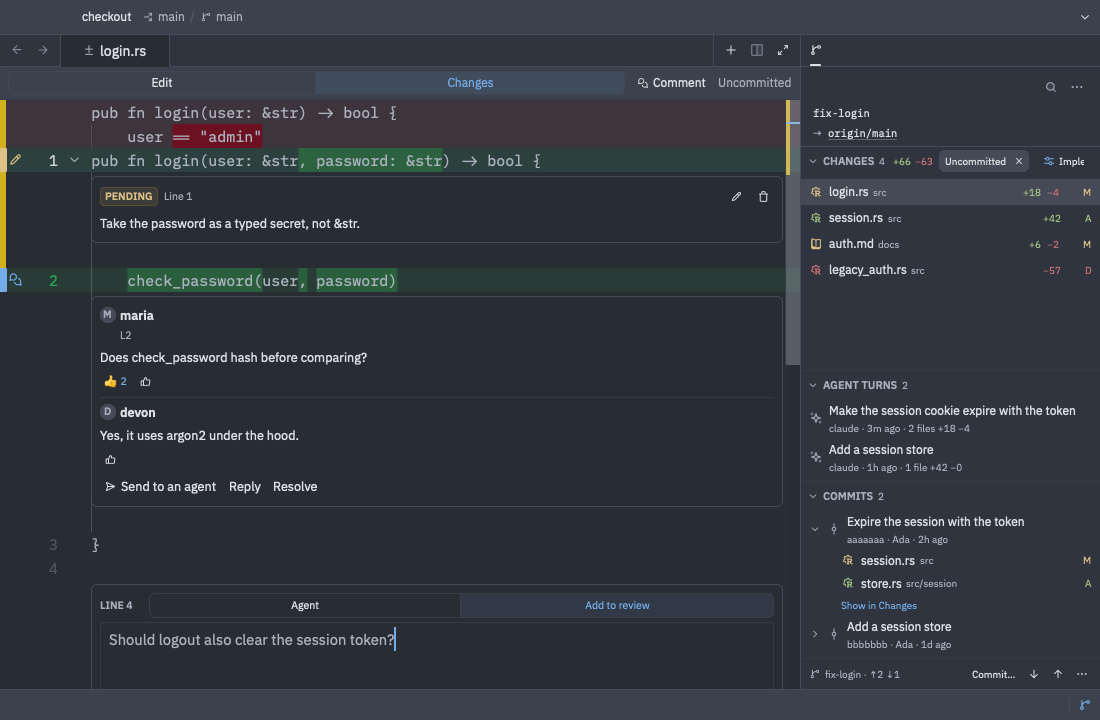 checkout main / main
login.rs
Edit Changes Comment Uncommitted
pub fn login(user: &str) → bool {
user == "admin"
1 pub fn login(user: &str, password: &str) → bool {
PENDING Line 1
Take the password as a typed secret, not &str.
2 check_password(user, password)
M maria
L2
Does check_password hash before comparing?
👍 2
D devon
Yes, it uses argon2 under the hood.
Send to an agent Reply Resolve
3 }
4
LINE 4 Agent Add to review
Should logout also clear the session token?
fix-login
→ origin/main
CHANGES 4 +66 −63 Uncommitted × Imple
login.rs src +18 −4 M
session.rs src +42 A
auth.md docs +6 −2 M
legacy_auth.rs src −57 D
AGENT TURNS 2
Make the session cookie expire with the token
claude · 3m ago · 2 files +18 −4
Add a session store
claude · 1h ago · 1 file +42 −0
COMMITS 2
Expire the session with the token
aaaaaaa · Ada · 2h ago
session.rs src M
store.rs src/session A
Show in Changes
Add a session store
bbbbbbb · Ada · 1d ago
fix-login · ↑2 ↓1 Commit... ↓ ↑ ···